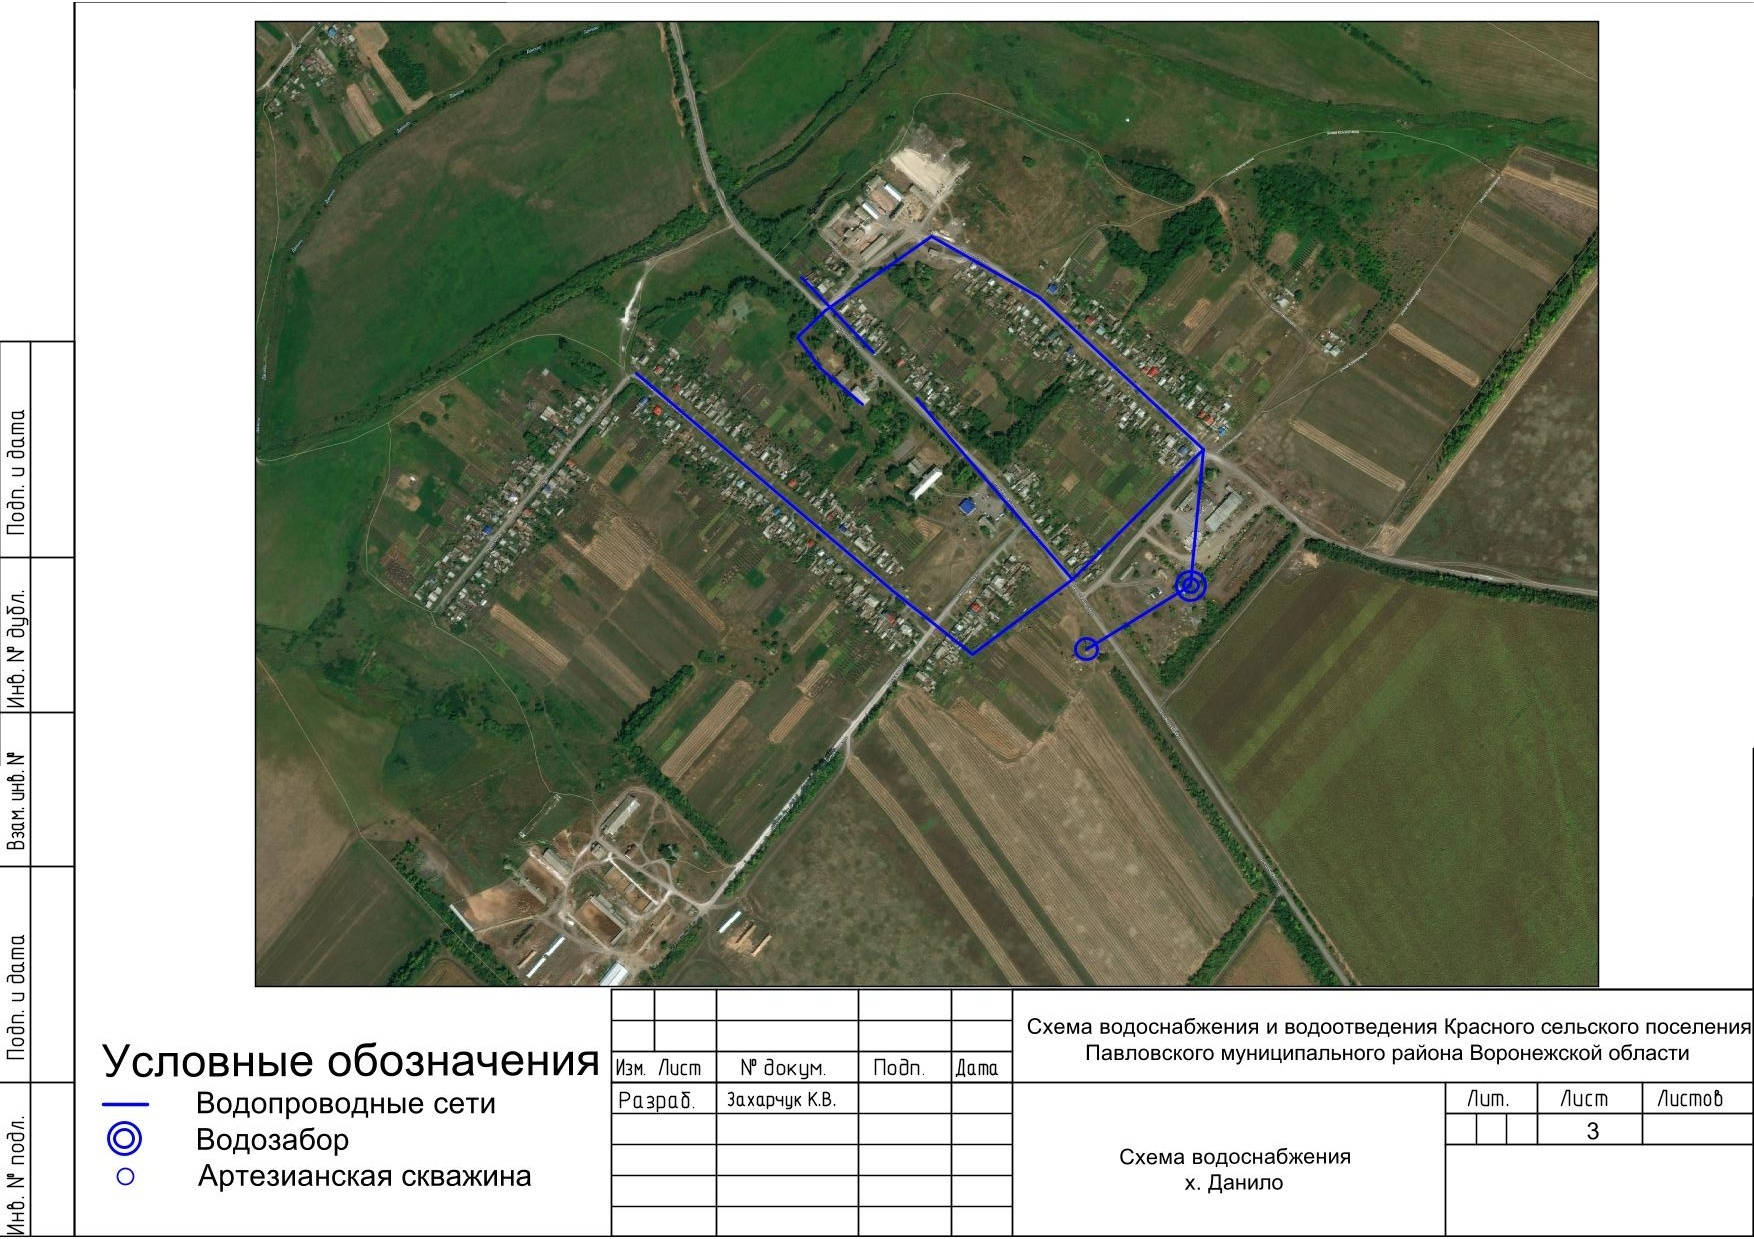 Подп. и дата
Инв. № дубл.
Взам. инв. №
Подп. и дата
Инв. № подл.
Условные обозначения
Водопроводные сети
Водозабор
Артезианская скважина
Изм. Лист № докум. Подп. Дата
Разраб. Захарчук К.В.
Схема водоснабжения и водоотведения Красного сельского поселения
Павловского муниципального района Воронежской области
Схема водоснабжения
х. Данило
Лит. Лист Листов
3